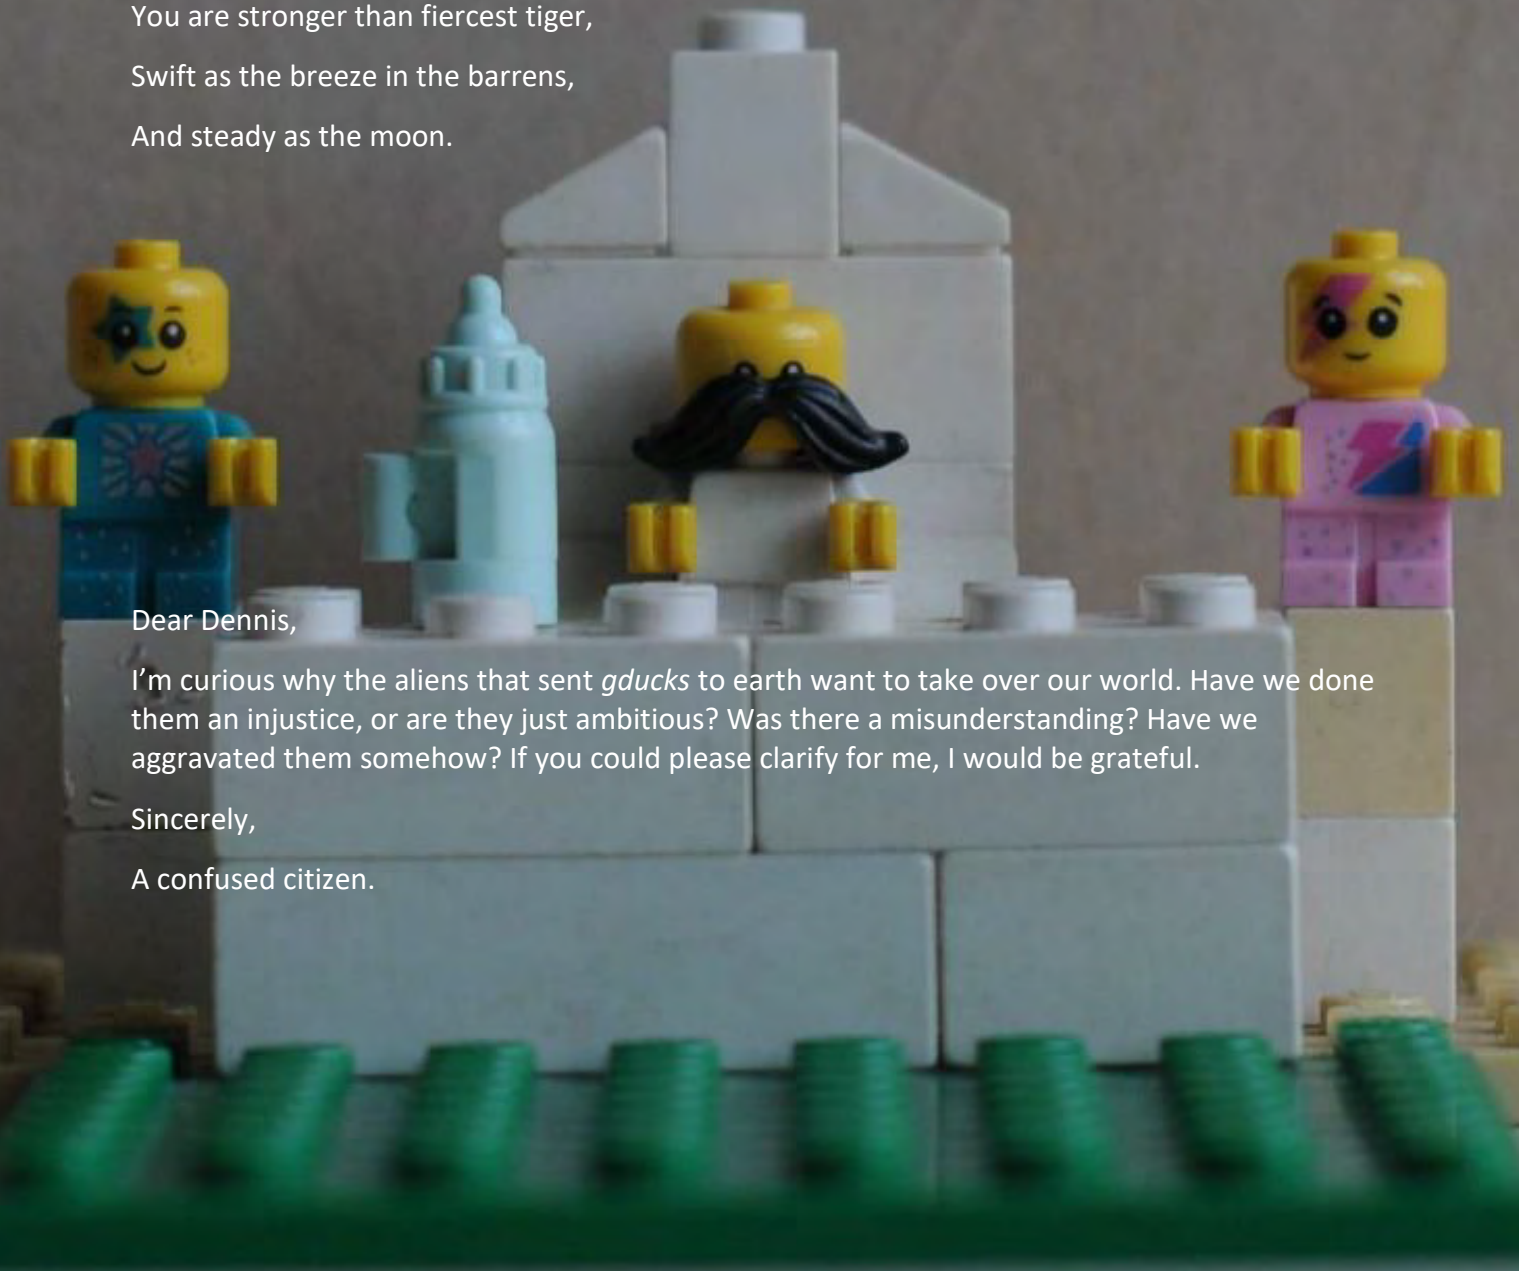 You are stronger than fiercest tiger,
Swift as the breeze in the barrens,
And steady as the moon.
Dear Dennis,
I’m curious why the aliens that sent gducks to earth want to take over our world. Have we done
them an injustice, or are they just ambitious? Was there a misunderstanding? Have we
aggravated them somehow? If you could please clarify for me, I would be grateful.
Sincerely,
A confused citizen.